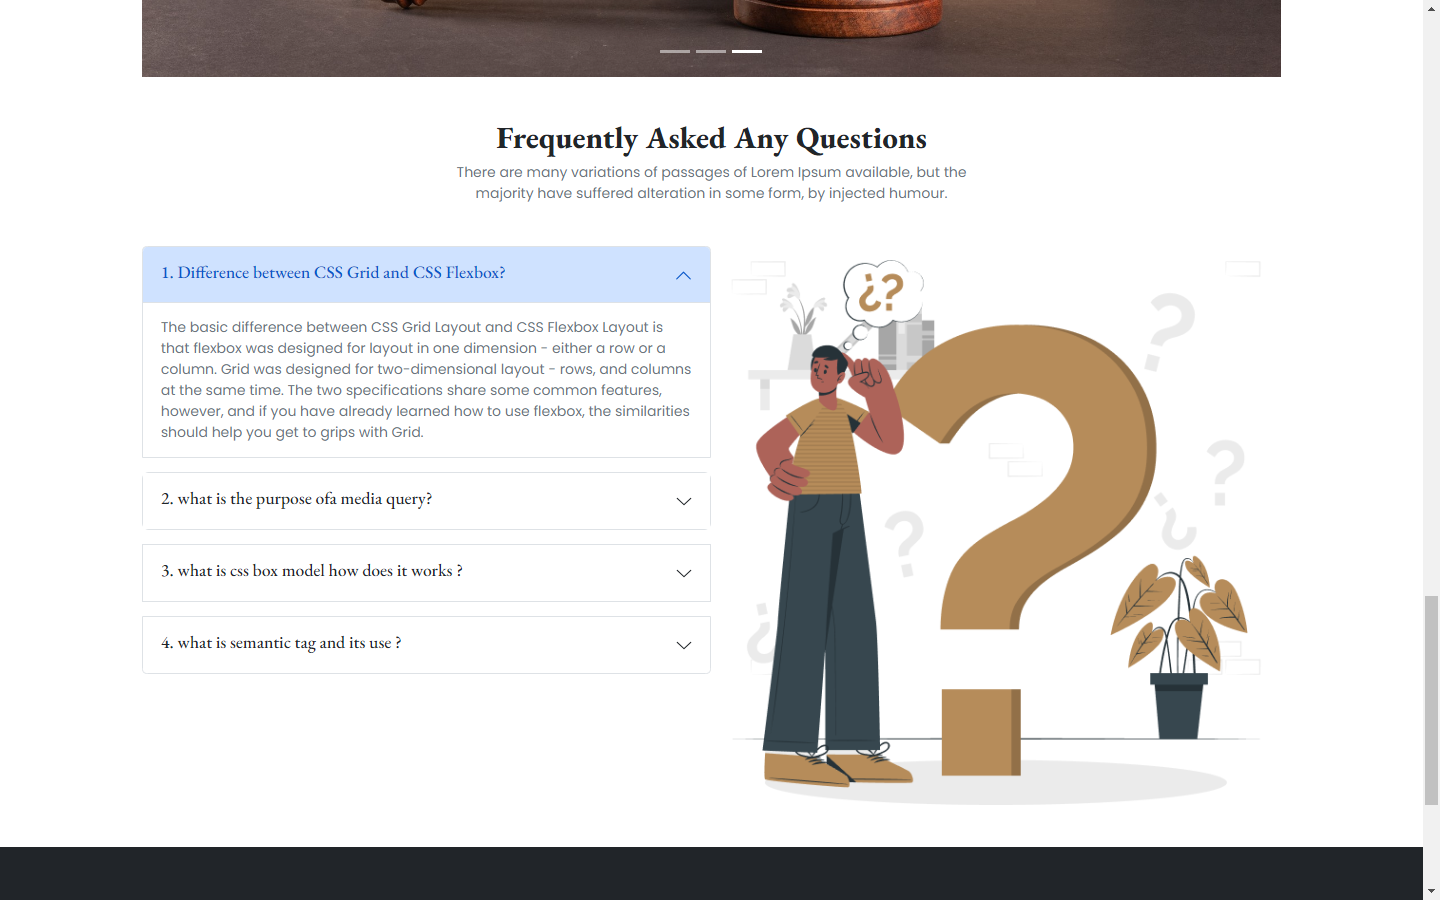 Frequently Asked Any Questions
There are many variations of passages of Lorem Ipsum available, but the
majority have suffered alteration in some form, by injected humour.
1. Difference between CSS Grid and CSS Flexbox?
The basic difference between CSS Grid Layout and CSS Flexbox Layout is
that flexbox was designed for layout in one dimension - either a row or a
column. Grid was designed for two-dimensional layout - rows, and columns
at the same time. The two specifications share some common features,
however, and if you have already learned how to use flexbox, the similarities
should help you get to grips with Grid.
2. what is the purpose ofa media query?
3. what is css box model how does it works ?
4. what is semantic tag and its use ?
¿?